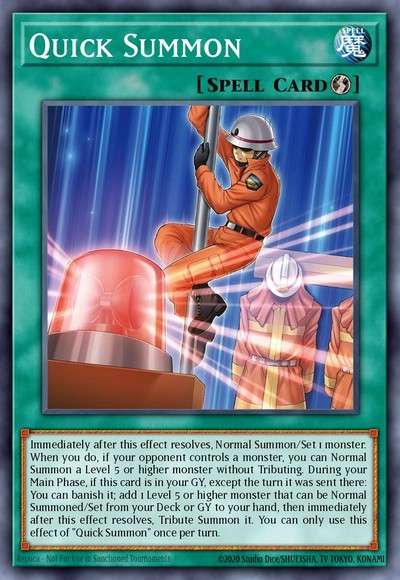 QUICK SUMMON
SPELL
魔
[SPELL CARD]
Immediately after this effect resolves, Normal Summon/Set 1 monster.
When you do, if your opponent controls a monster, you can Normal
Summon a Level 5 or higher monster without Tributing. During your
Main Phase, if this card is in your GY, except the turn it was sent there:
You can banish it; add 1 Level 5 or higher monster that can be Normal
Summoned/Set from your Deck or GY to your hand, then immediately
after this effect resolves, Tribute Summon it. You can only use this
effect of "Quick Summon" once per turn.
Replica - Not For Use in Sanctioned Tournaments
©2020 Studio Dice/SHUEISHA, TV TOKYO, KONAMI